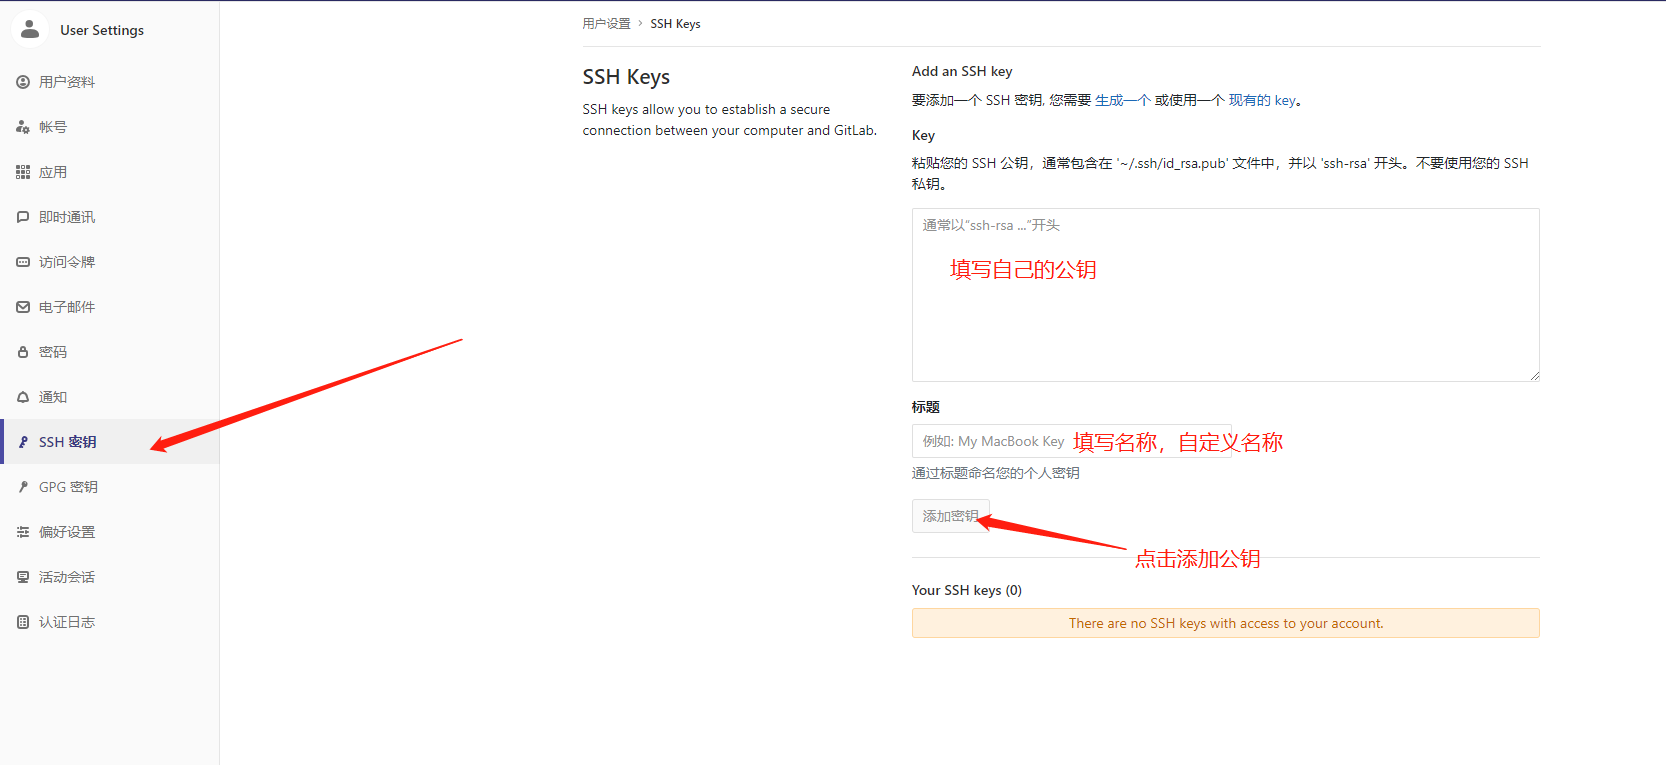 User Settings
用户资料
帐号
应用
即时通讯
访问令牌
电子邮件
密码
通知
SSH 密钥
GPG 密钥
偏好设置
活动会话
认证日志
用户设置 › SSH Keys
SSH Keys
SSH keys allow you to establish a secure
connection between your computer and GitLab.
Add an SSH key
要添加一个 SSH 密钥, 您需要 生成一个 或使用一个 现有的 key。
Key
粘贴您的 SSH 公钥，通常包含在 '~/.ssh/id_rsa.pub' 文件中，并以 'ssh-rsa' 开头。不要使用您的 SSH
私钥。
通常以“ssh-rsa ...”开头
填写自己的公钥
标题
例如: My MacBook Key
填写名称，自定义名称
通过标题命名您的个人密钥
添加密钥
点击添加公钥
Your SSH keys (0)
There are no SSH keys with access to your account.